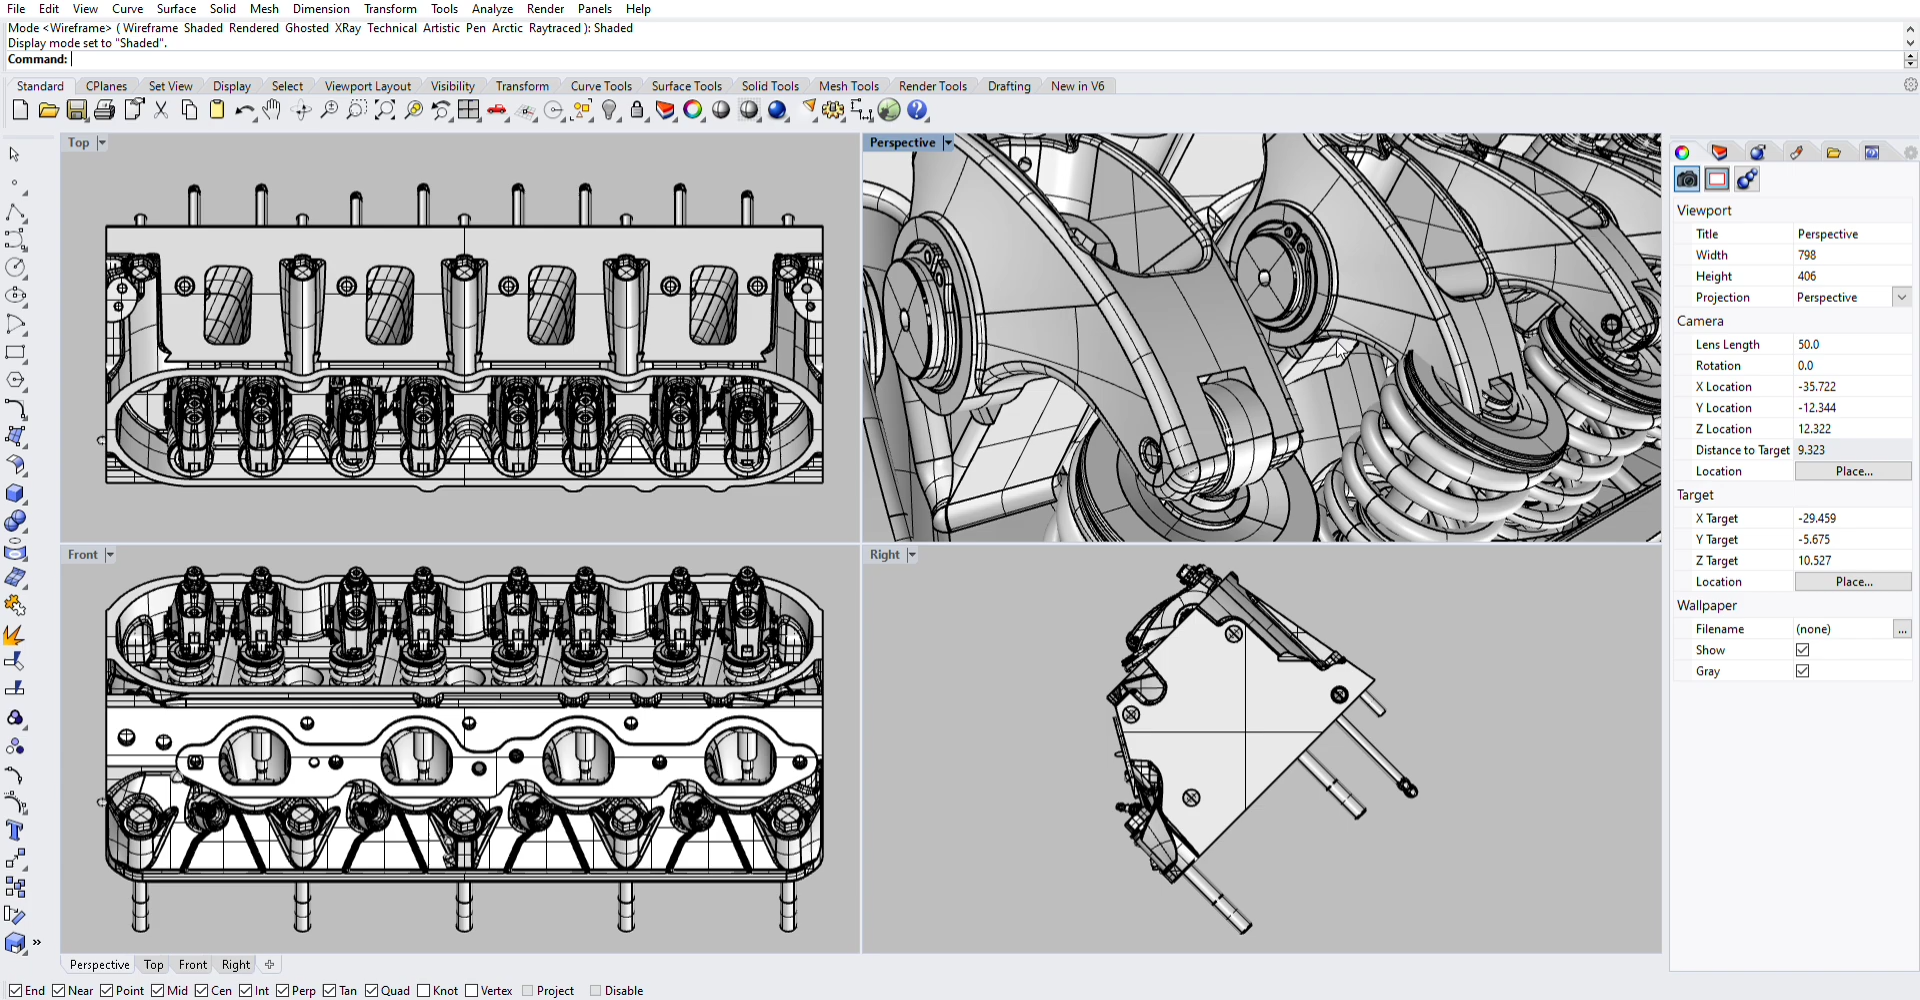 File Edit View Curve Surface Solid Mesh Dimension Transform Tools Analyze Render Panels Help
Mode <Wireframe> ( Wireframe Shaded Rendered Ghosted XRay Technical Artistic Pen Arctic Raytraced ): Shaded
Display mode set to "Shaded".
Command:
Standard CPlanes Set View Display Select Viewport Layout Visibility Transform Curve Tools Surface Tools Solid Tools Mesh Tools Render Tools Drafting New in V6
Top
Perspective
Front
Right
Viewport
Title Perspective
Width 798
Height 406
Projection Perspective
Camera
Lens Length 50.0
Rotation 0.0
X Location -35.722
Y Location -12.344
Z Location 12.322
Distance to Target 9.323
Location Place...
Target
X Target -29.459
Y Target -5.675
Z Target 10.527
Location Place...
Wallpaper
Filename (none) ...
Show
Gray
Perspective Top Front Right
End Near Point Mid Cen Int Perp Tan Quad Knot Vertex Project Disable